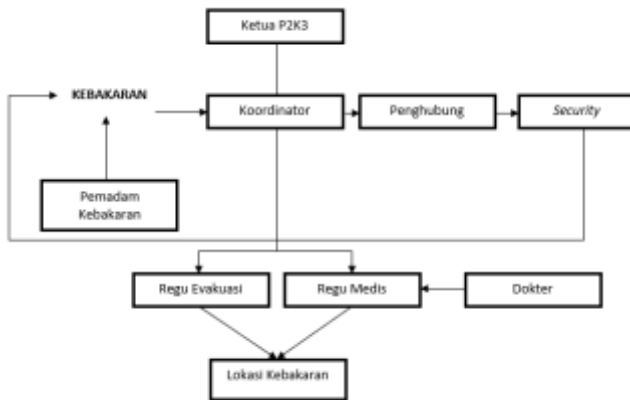 Ketua P2K3
KEBAKARAN
Koordinator
Penghubung
Security
Pemadam
Kebakaran
Regu Evakuasi
Regu Medis
Dokter
Lokasi Kebakaran